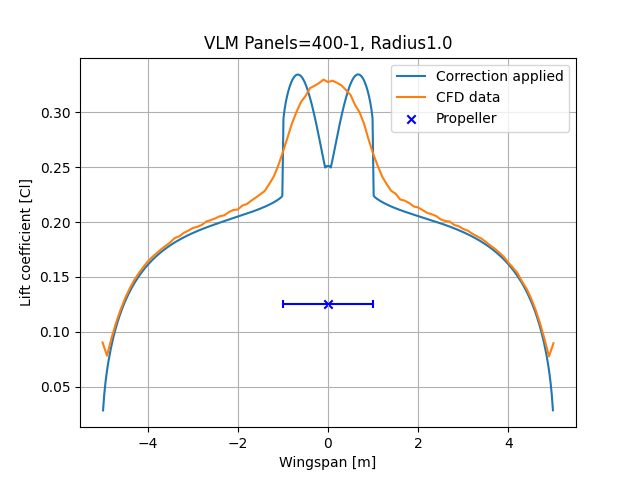 VLM Panels=400-1, Radius1.0
Correction applied
CFD data
Propeller
Lift coefficient [Cl]
0.30
0.25
0.20
0.15
0.10
0.05
−4
−2
0
2
4
Wingspan [m]